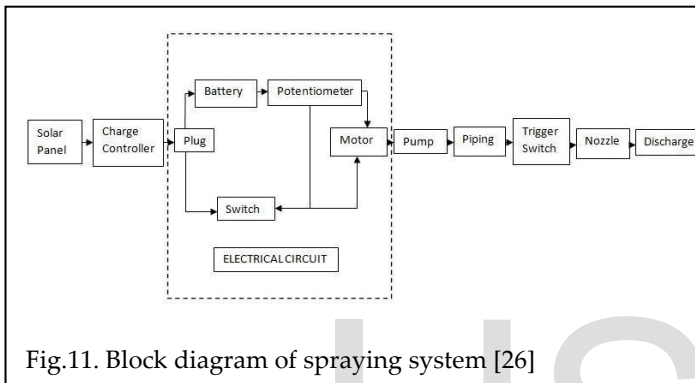 Battery
Potentiometer
Solar
Panel
Charge
Controller
Plug
Motor
Pump
Piping
Trigger
Switch
Nozzle
Discharge
Switch
ELECTRICAL CIRCUIT
Fig.11. Block diagram of spraying system [26]